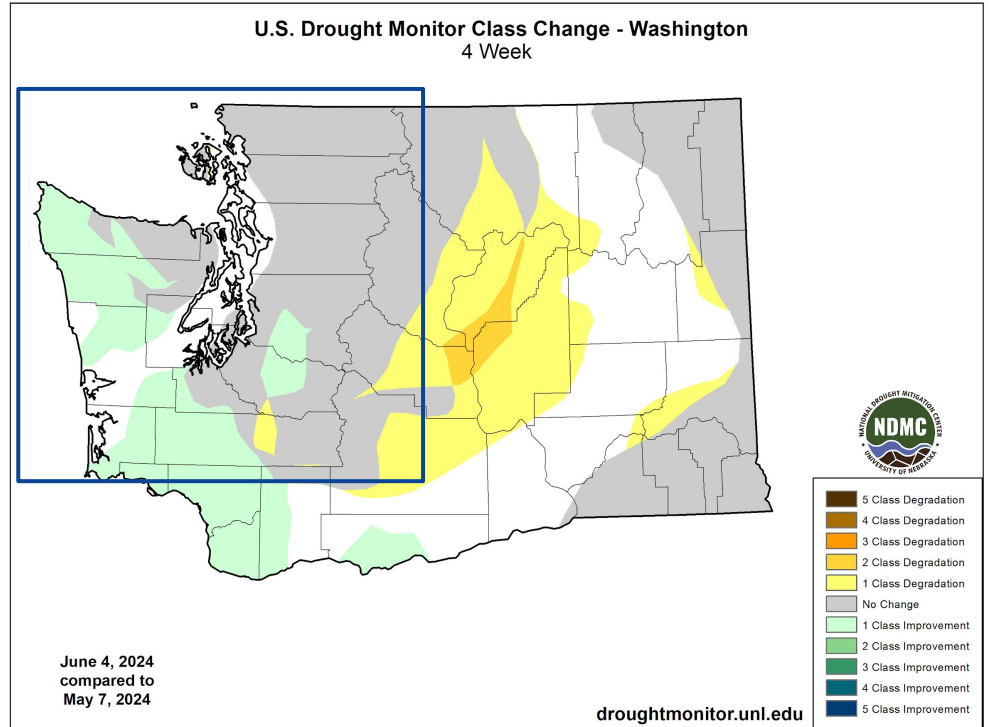 U.S. Drought Monitor Class Change - Washington
4 Week
NATIONAL DROUGHT MITIGATION CENTER
NDMC
UNIVERSITY OF NEBRASKA
5 Class Degradation
4 Class Degradation
3 Class Degradation
2 Class Degradation
1 Class Degradation
No Change
1 Class Improvement
2 Class Improvement
3 Class Improvement
4 Class Improvement
5 Class Improvement
June 4, 2024
compared to
May 7, 2024
droughtmonitor.unl.edu